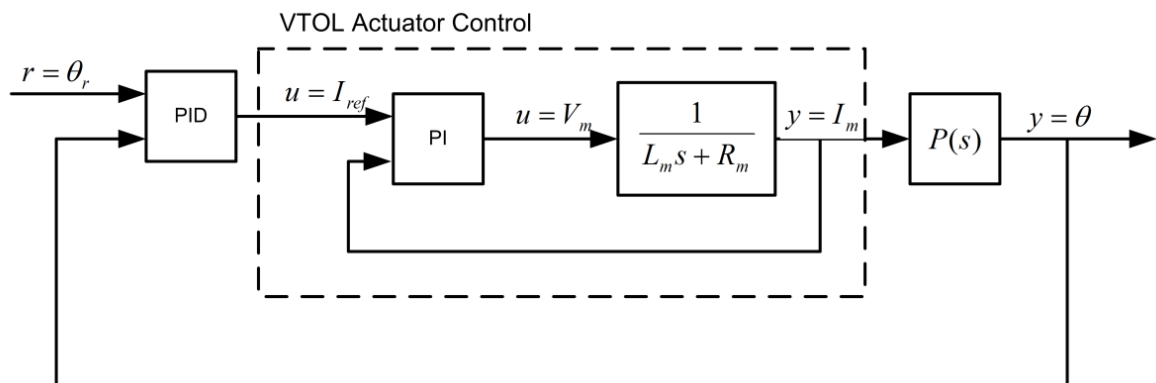 VTOL Actuator Control
r = θ_r
PID
u = I_ref
PI
u = V_m
1
L_m s + R_m
y = I_m
P(s)
y = θ